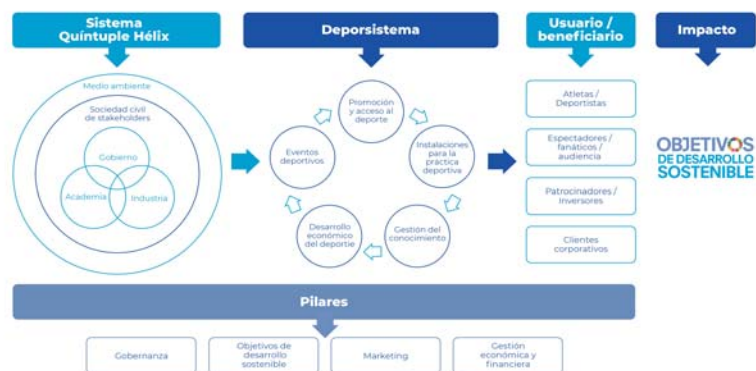 Sistema
Quíntuple Hélix
Deporsistema
Usuario /
beneficiario
Impacto
Medio ambiente
Sociedad civil
de stakeholders
Gobierno
Academia
Industria
Promoción
y acceso al
deporte
Instalaciones
para la
práctica
deportiva
Gestión del
conocimiento
Desarrollo
económico
del deportie
Eventos
deportivos
Atletas /
Deportistas
Espectadores /
fanáticos /
audiencia
Patrocinadores /
Inversores
Clientes
corporativos
OBJETIVOS
DE DESARROLLO
SOSTENIBLE
Pilares
Gobernanza
Objetivos de
desarrollo
sostenible
Marketing
Gestión
económica y
financiera